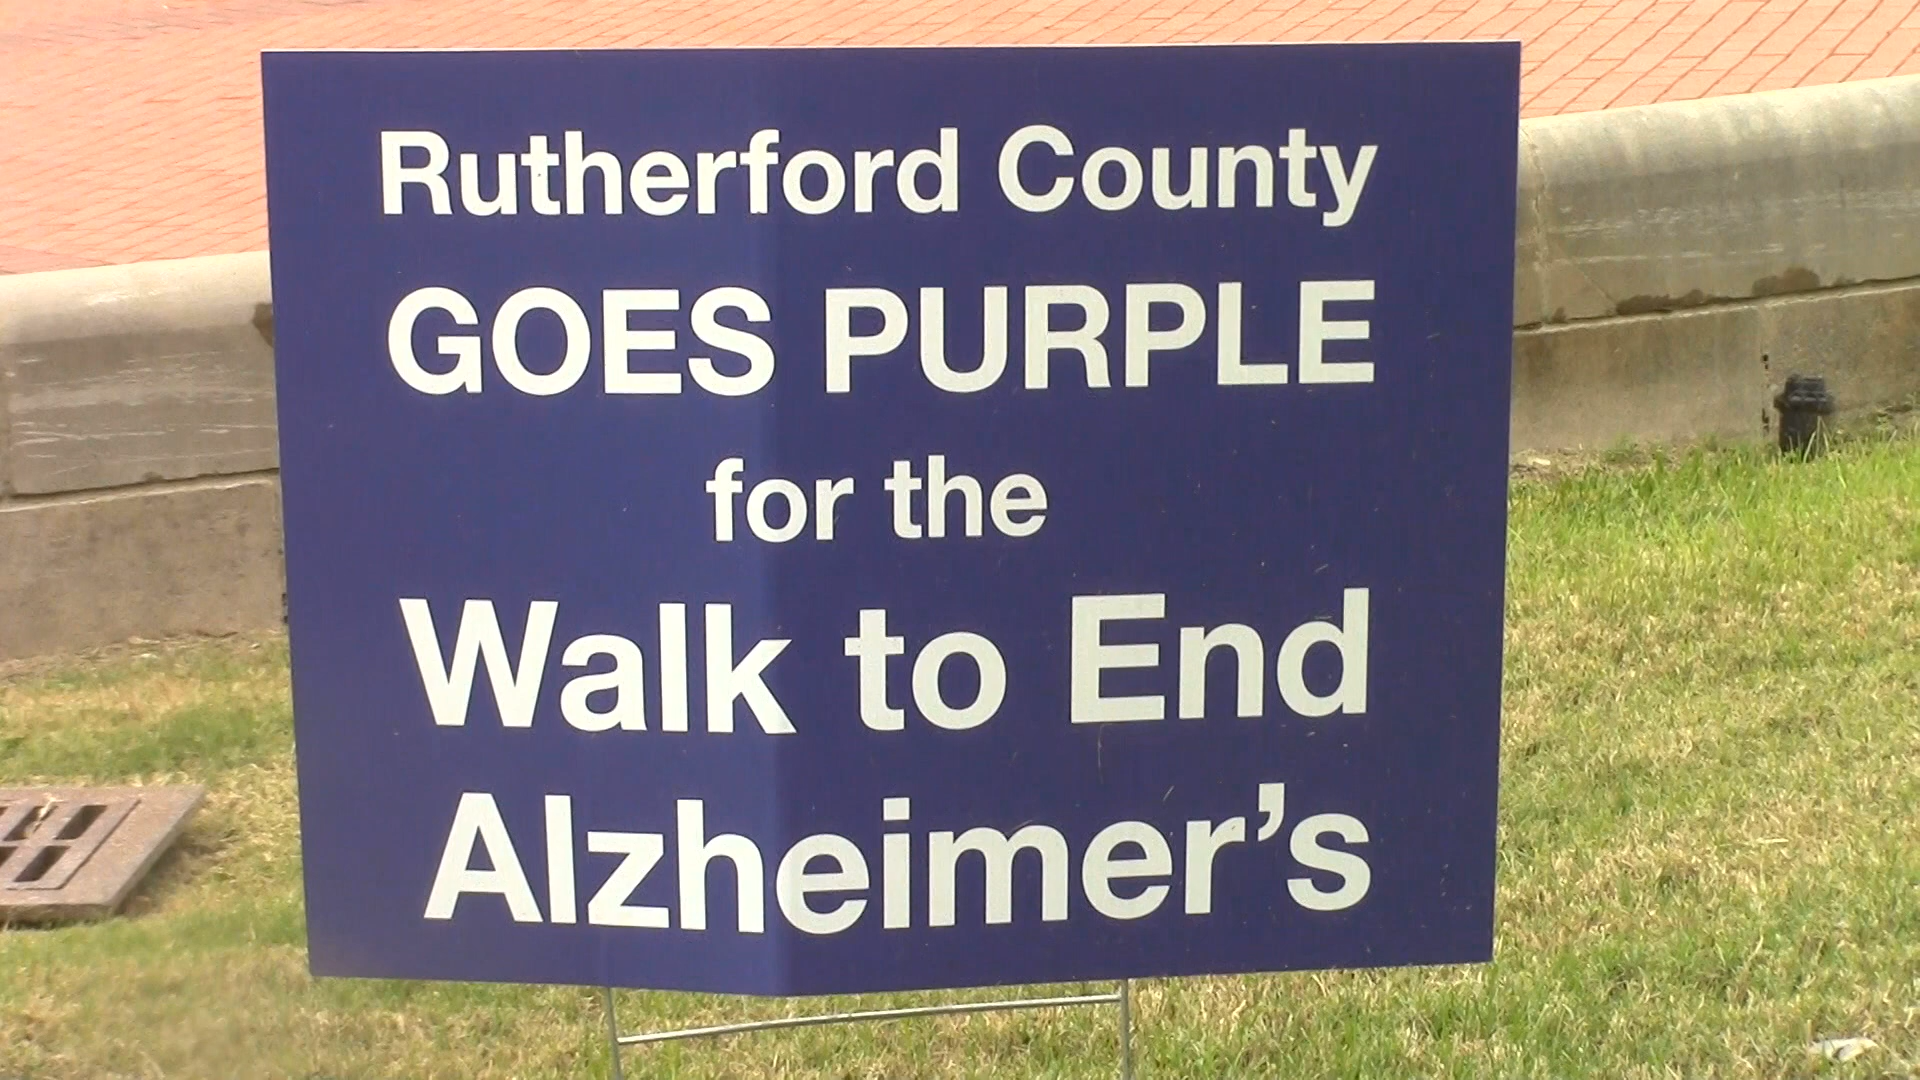 Rutherford County
GOES PURPLE
for the
Walk to End
Alzheimer’s